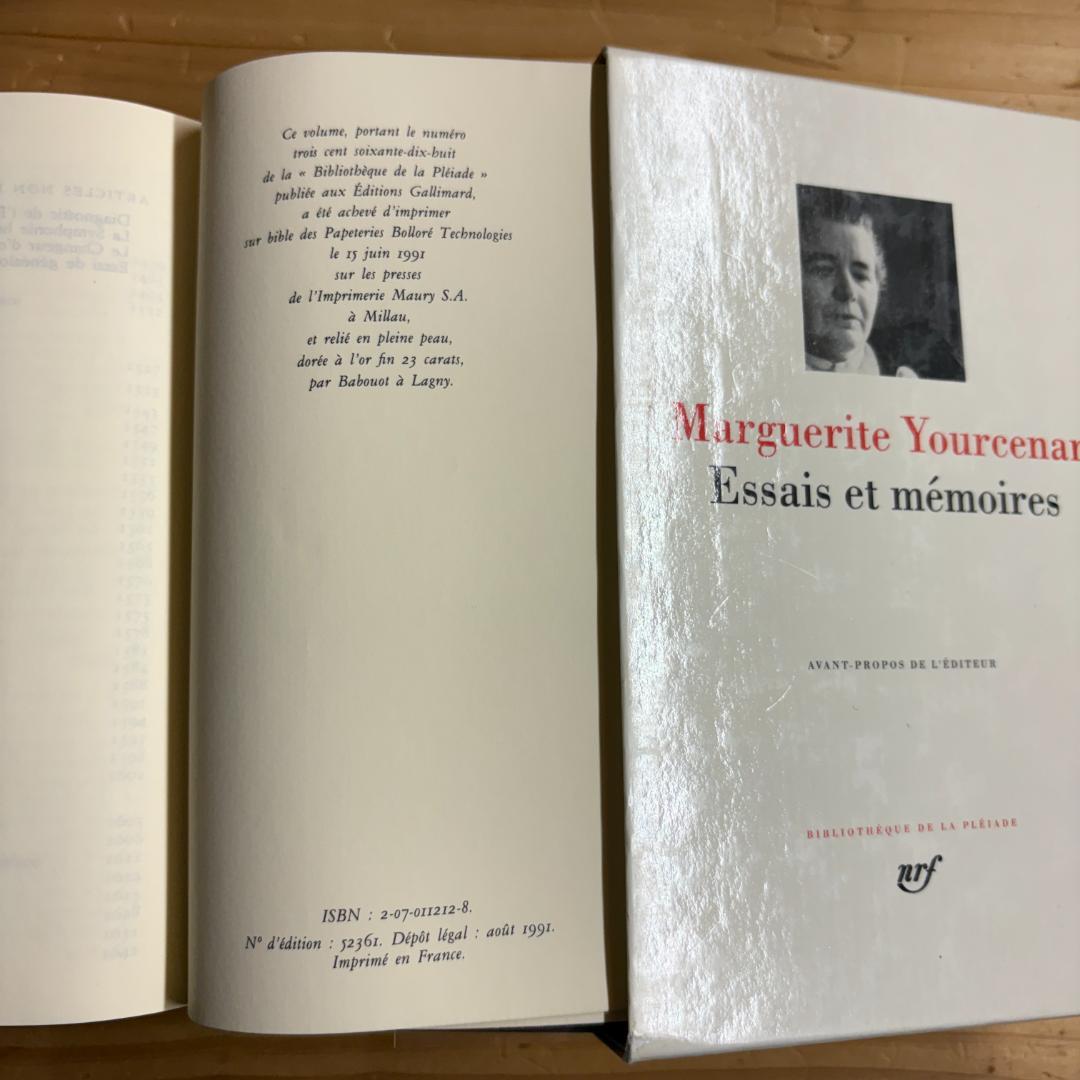 Ce volume, portant le numéro
trois cent soixante-dix-huit
de la « Bibliothèque de la Pléiade »
publiée aux Éditions Gallimard,
a été achevé d'imprimer
sur bible des Papeteries Bolloré Technologies
le 15 juin 1991
sur les presses
de l'Imprimerie Maury S.A.
à Millau,
et relié en pleine peau,
dorée à l'or fin 23 carats,
par Babouot à Lagny.
ISBN : 2-07-011212-8.
N° d'édition : 52361. Dépôt légal : août 1991.
Imprimé en France.
Marguerite Yourcenar
Essais et mémoires
AVANT-PROPOS DE L'ÉDITEUR
BIBLIOTHÈQUE DE LA PLÉIADE
nrf